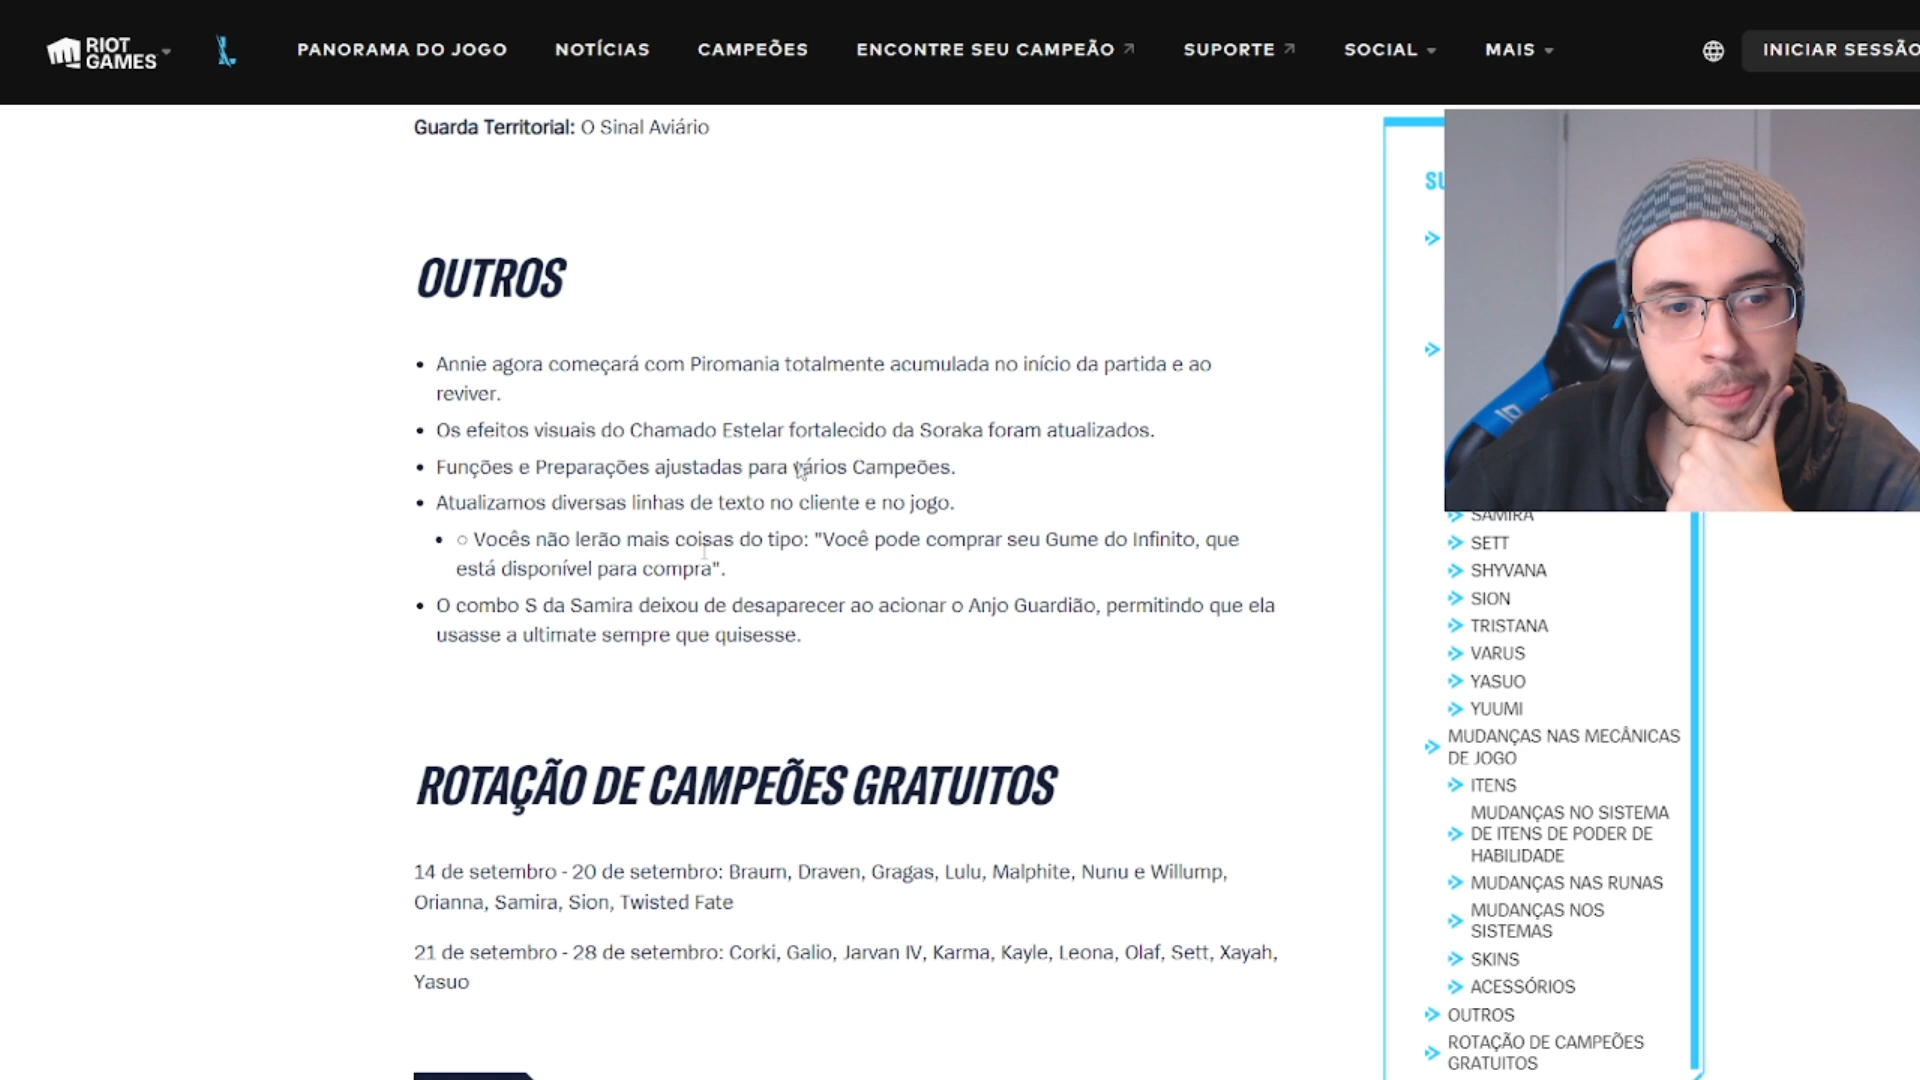 RIOT GAMES
PANORAMA DO JOGO
NOTÍCIAS
CAMPEÕES
ENCONTRE SEU CAMPEÃO
SUPORTE
SOCIAL
MAIS
INICIAR SESSÃO
Guarda Territorial: O Sinal Aviário
OUTROS
• Annie agora começará com Piromania totalmente acumulada no início da partida e ao
reviver.
• Os efeitos visuais do Chamado Estelar fortalecido da Soraka foram atualizados.
• Funções e Preparações ajustadas para vários Campeões.
• Atualizamos diversas linhas de texto no cliente e no jogo.
• ○ Vocês não lerão mais coisas do tipo: "Você pode comprar seu Gume do Infinito, que
está disponível para compra".
• O combo S da Samira deixou de desaparecer ao acionar o Anjo Guardião, permitindo que ela
usasse a ultimate sempre que quisesse.
ROTAÇÃO DE CAMPEÕES GRATUITOS
14 de setembro - 20 de setembro: Braum, Draven, Gragas, Lulu, Malphite, Nunu e Willump,
Orianna, Samira, Sion, Twisted Fate
21 de setembro - 28 de setembro: Corki, Galio, Jarvan IV, Karma, Kayle, Leona, Olaf, Sett, Xayah,
Yasuo
SU
SAMIRA
SETT
SHYVANA
SION
TRISTANA
VARUS
YASUO
YUUMI
MUDANÇAS NAS MECÂNICAS
DE JOGO
ITENS
MUDANÇAS NO SISTEMA
DE ITENS DE PODER DE
HABILIDADE
MUDANÇAS NAS RUNAS
MUDANÇAS NOS
SISTEMAS
SKINS
ACESSÓRIOS
OUTROS
ROTAÇÃO DE CAMPEÕES
GRATUITOS